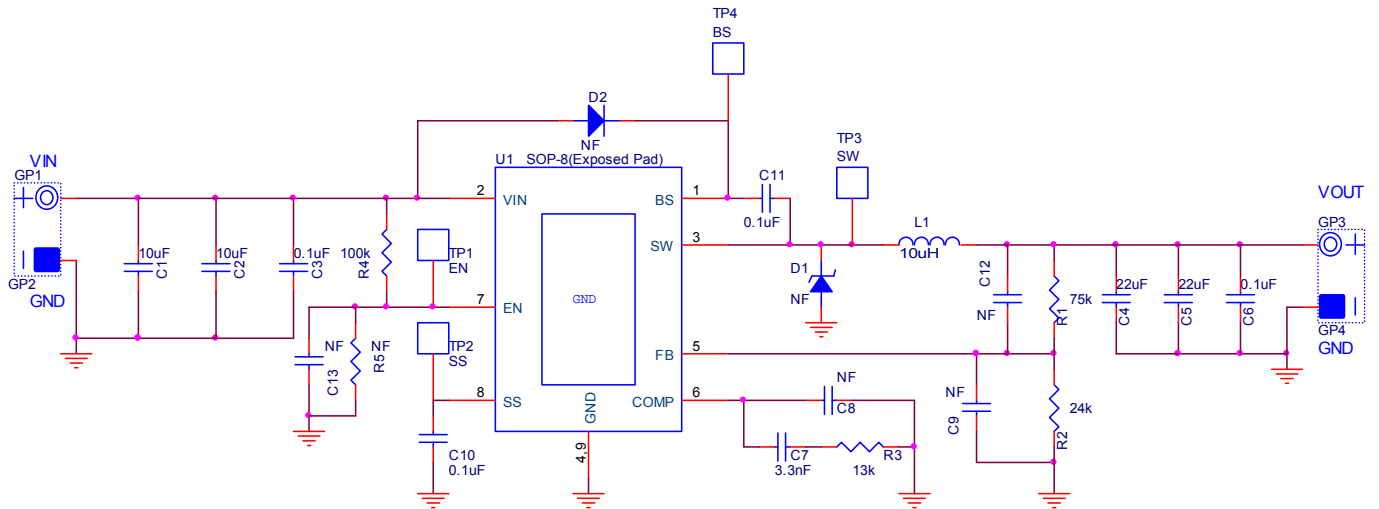 TP4
BS
D2
NF
U1 SOP-8(Exposed Pad)
TP3
SW
VIN
GP1
+
2
VIN
BS
1
C11
0.1uF
VOUT
GP3
+
SW
3
L1
10uH
10uF
C1
10uF
C2
0.1uF
C3
100k
R4
TP1
EN
D1
NF
C12
NF
75k
R1
22uF
C4
22uF
C5
0.1uF
C6
GP2
GND
GND
7
EN
GP4
GND
NF
C13
NF
R5
TP2
SS
FB
5
8
SS
COMP
6
NF
C8
NF
C9
24k
R2
GND
4,9
C10
0.1uF
C7
3.3nF
R3
13k